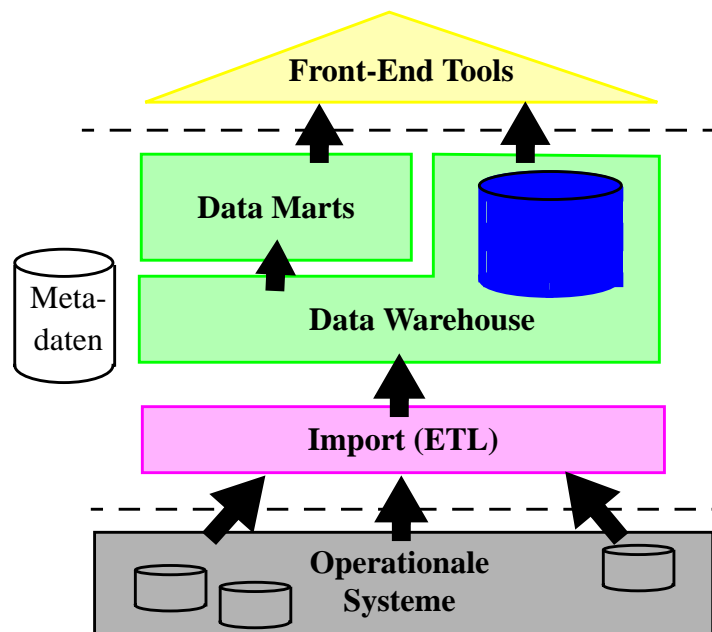 Front-End Tools
Data Marts
Meta-
daten
Data Warehouse
Import (ETL)
Operationale
Systeme